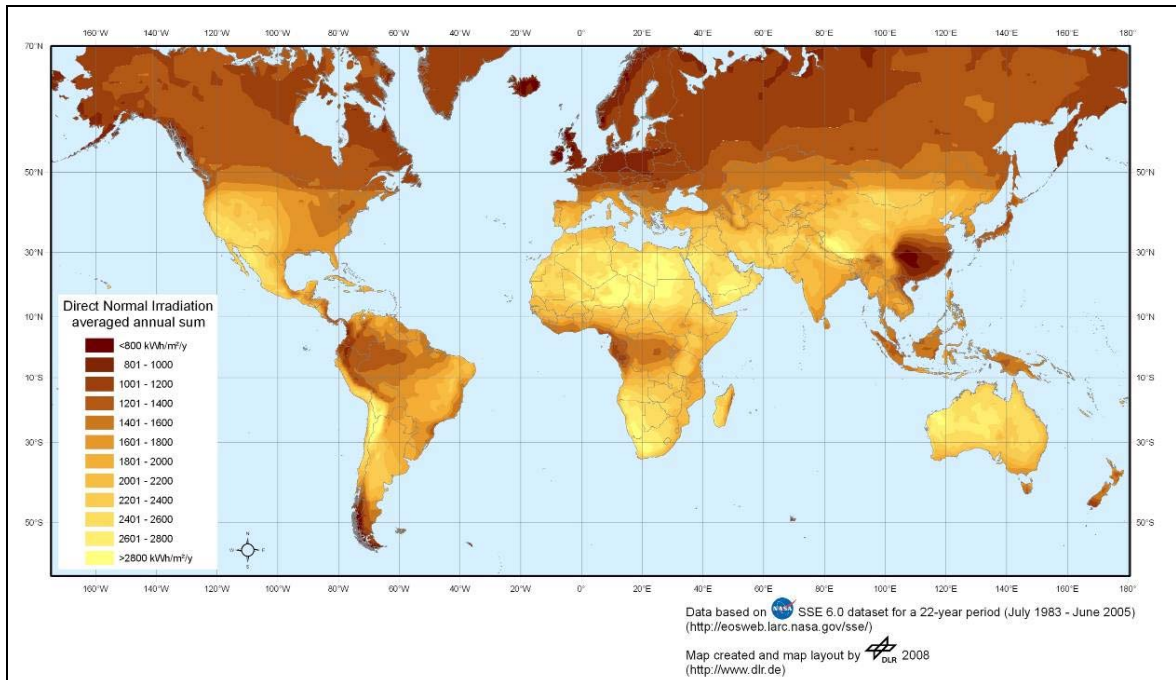 160°W 140°W 120°W 100°W 80°W 60°W 40°W 20°W 0° 20°E 40°E 60°E 80°E 100°E 120°E 140°E 160°E 180
70°N 70°N
50°N 50°N
30°N 30°N
10°N 10°N
10°S 10°S
30°S 30°S
50°S 50°S
Direct Normal Irradiation
averaged annual sum
<800 kWh/m²/y
801 - 1000
1001 - 1200
1201 - 1400
1401 - 1600
1601 - 1800
1801 - 2000
2001 - 2200
2201 - 2400
2401 - 2600
2601 - 2800
>2800 kWh/m²/y
N
W E
S
160°W 140°W 120°W 100°W 80°W 60°W 40°W 20°W 0° 20°E 40°E 60°E 80°E 100°E 120°E 140°E 160°E 180
Data based on NASA SSE 6.0 dataset for a 22-year period (July 1983 - June 2005)
(http://eosweb.larc.nasa.gov/sse/)
Map created and map layout by DLR 2008
(http://www.dlr.de)